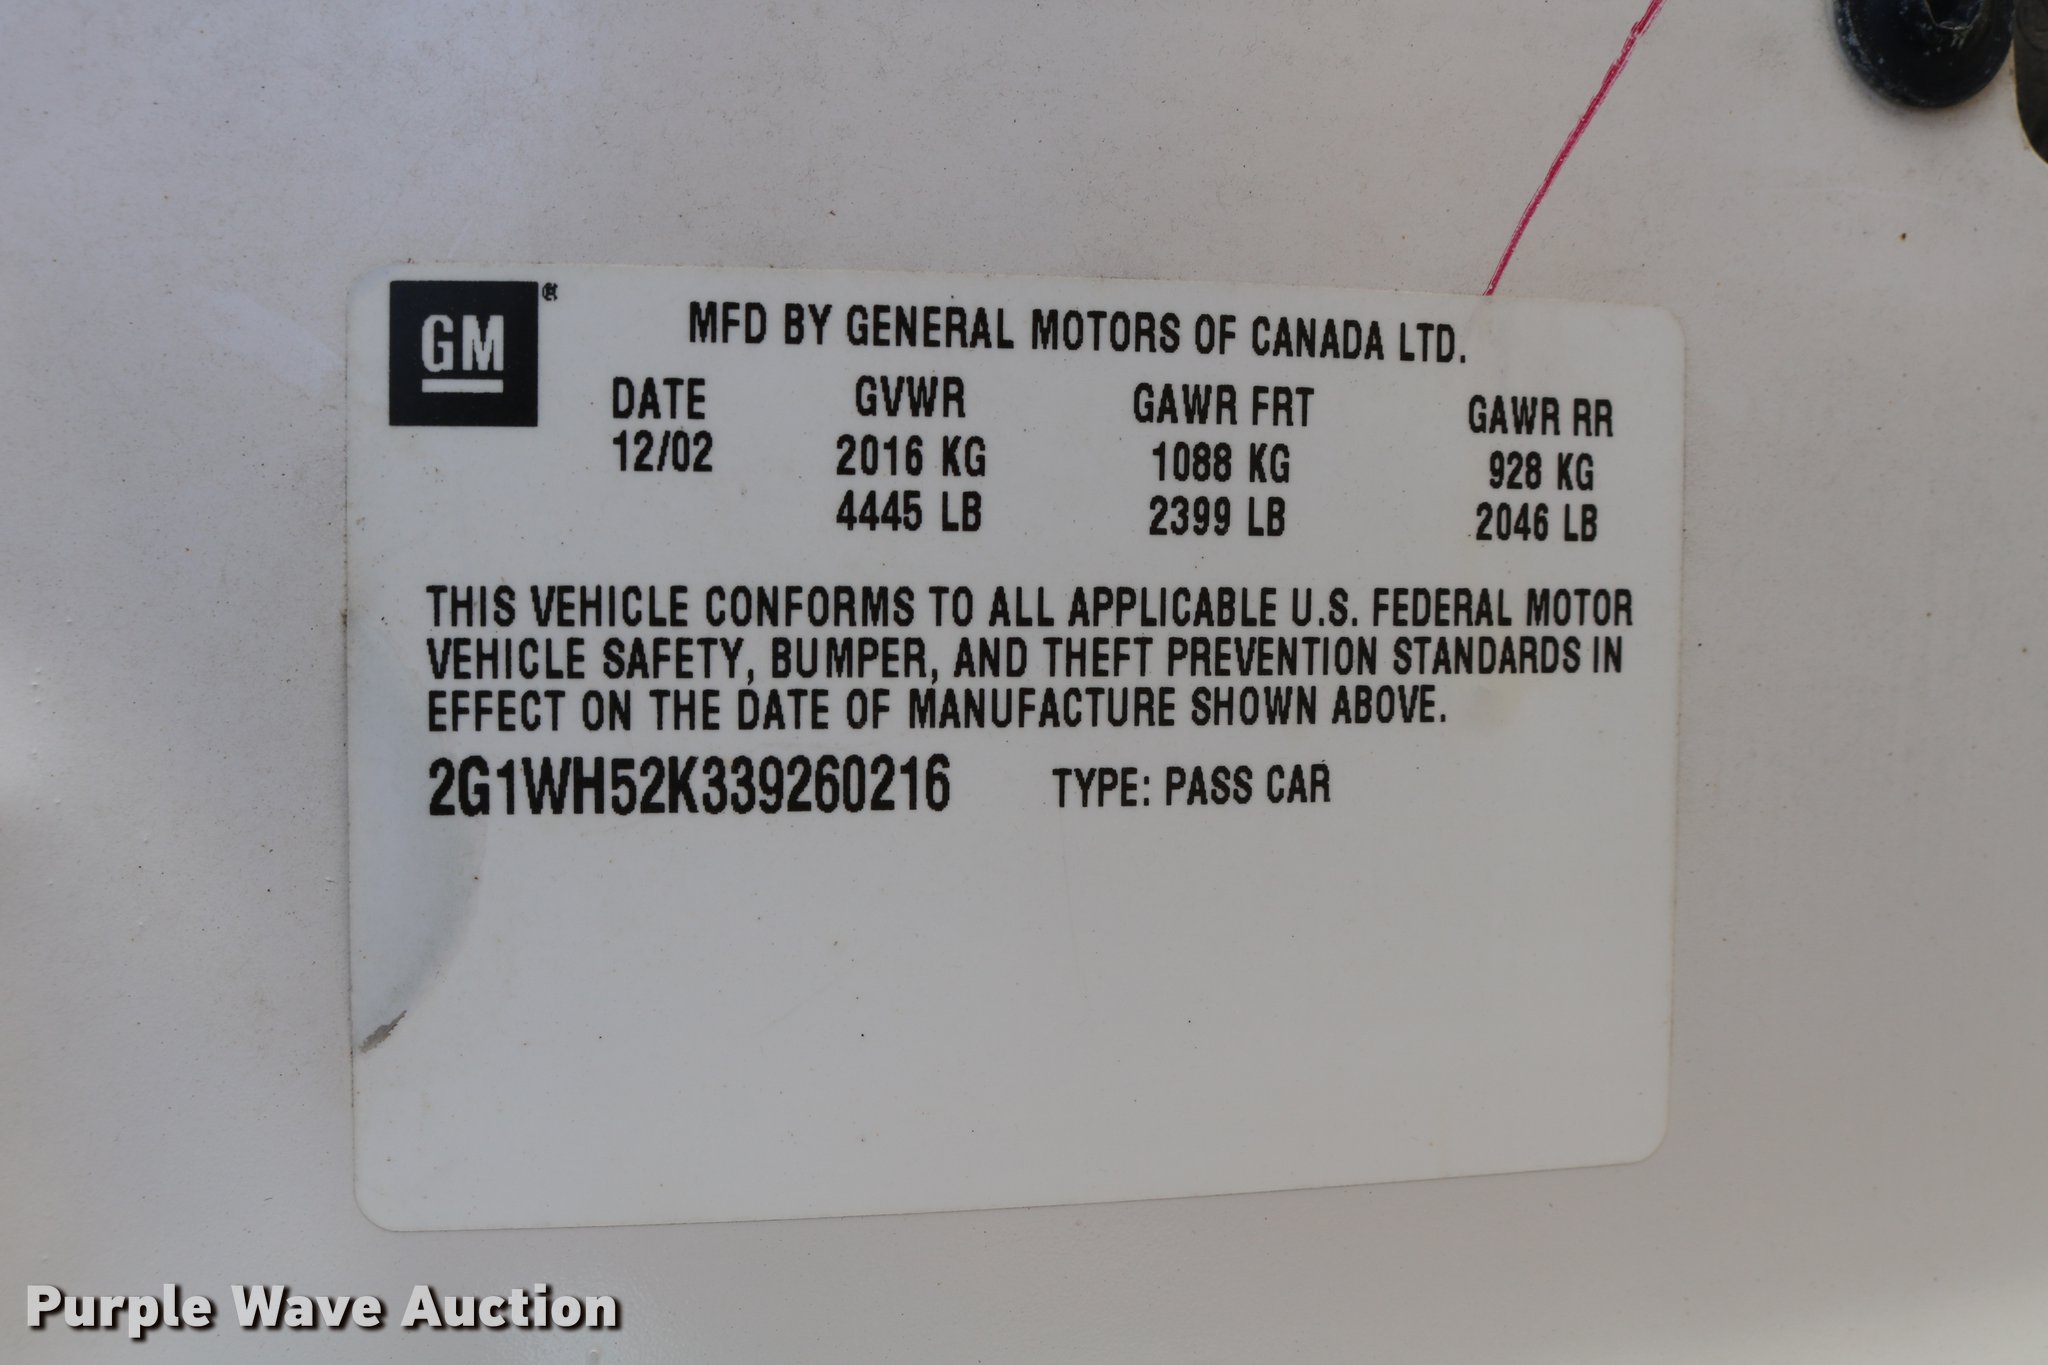 GM ®
MFD BY GENERAL MOTORS OF CANADA LTD.
DATE GVWR GAWR FRT GAWR RR
12/02 2016 KG 1088 KG 928 KG
4445 LB 2399 LB 2046 LB
THIS VEHICLE CONFORMS TO ALL APPLICABLE U.S. FEDERAL MOTOR
VEHICLE SAFETY, BUMPER, AND THEFT PREVENTION STANDARDS IN
EFFECT ON THE DATE OF MANUFACTURE SHOWN ABOVE.
2G1WH52K339260216 TYPE: PASS CAR
Purple Wave Auction